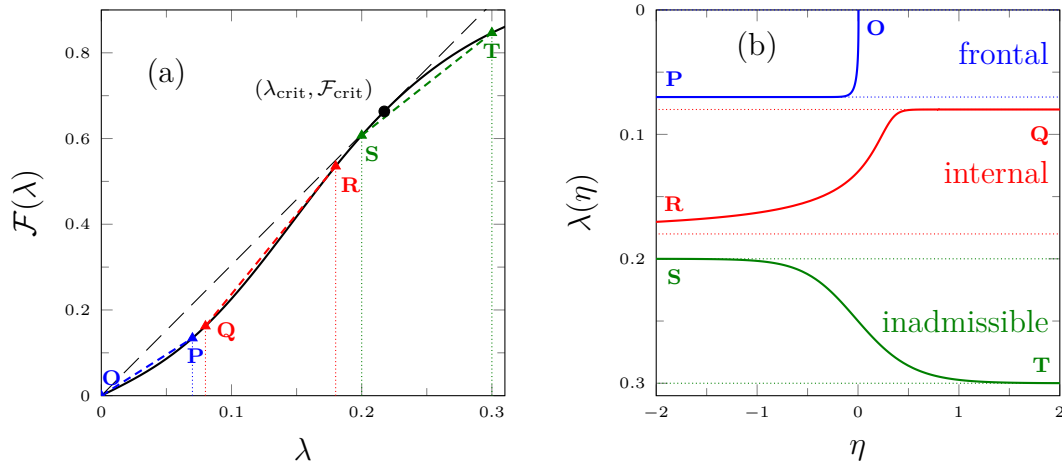 (a)
(λcrit, Fcrit)
T
S
R
Q
P
O
0.8
0.6
0.4
0.2
0
0
0.1
0.2
0.3
λ
F(λ)
(b)
O
frontal
P
Q
internal
R
S
inadmissible
T
0
0.1
0.2
0.3
−2
−1
0
1
2
η
λ(η)